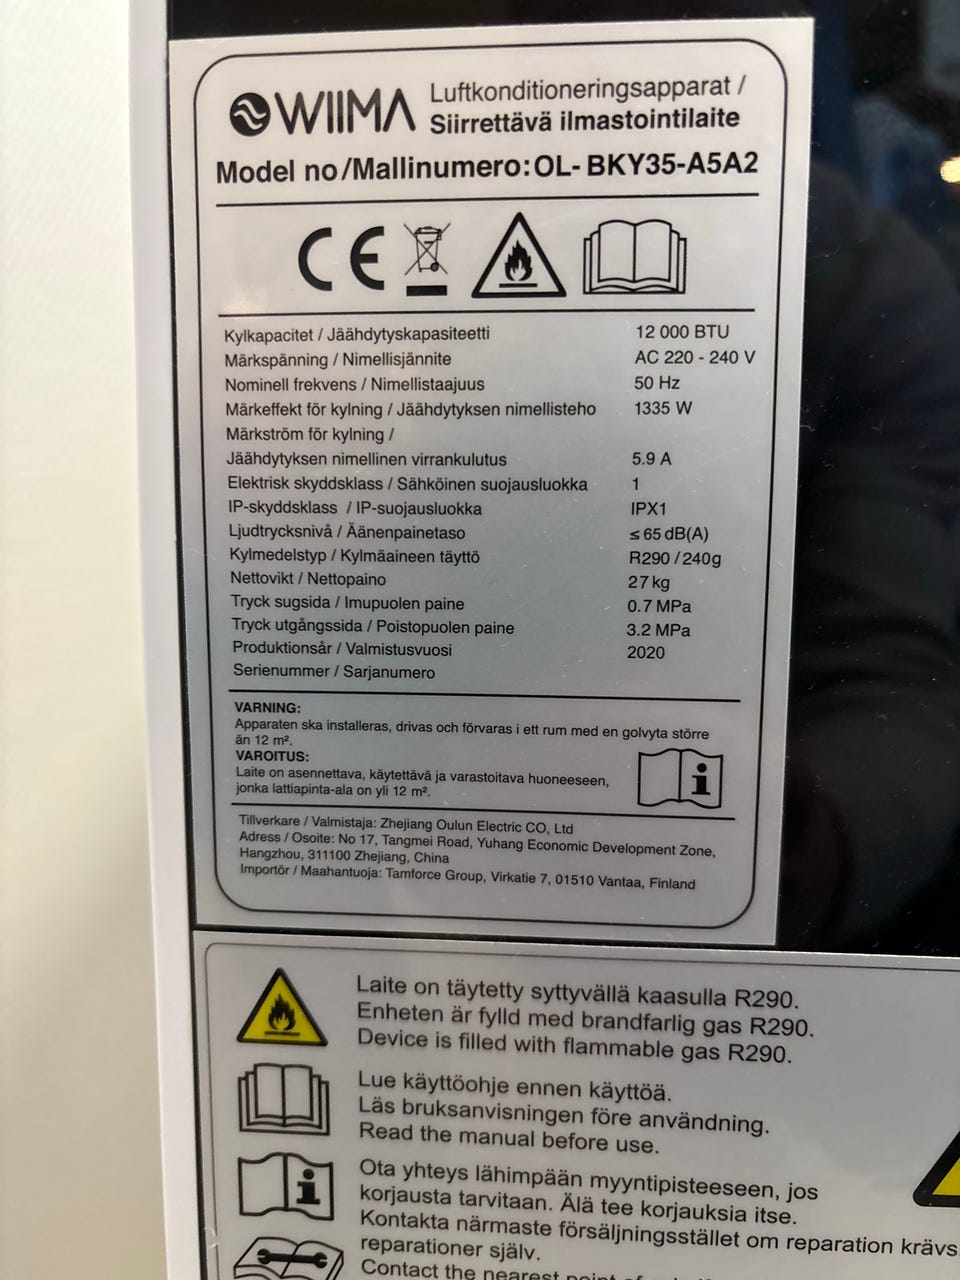 WIIMA
Luftkonditioneringsapparat /
Siirrettävä ilmastointilaite
Model no/Mallinumero: OL- BKY35-A5A2
CE
Kylkapacitet / Jäähdytyskapasiteetti 12 000 BTU
Märkspänning / Nimellisjännite AC 220 - 240 V
Nominell frekvens / Nimellistaajuus 50 Hz
Märkeffekt för kylning / Jäähdytyksen nimellisteho 1335 W
Märkström för kylning /
Jäähdytyksen nimellinen virrankulutus 5.9 A
Elektrisk skyddsklass / Sähköinen suojausluokka 1
IP-skyddsklass / IP-suojausluokka IPX1
Ljudtrycksnivå / Äänenpainetaso ≤ 65 dB(A)
Kylmedelstyp / Kylmäaineen täyttö R290 / 240g
Nettovikt / Nettopaino 27 kg
Tryck sugsida / Imupuolen paine 0.7 MPa
Tryck utgångssida / Poistopuolen paine 3.2 MPa
Produktionsår / Valmistusvuosi 2020
Serienummer / Sarjanumero
VARNING:
Apparaten ska installeras, drivas och förvaras i ett rum med en golvyta större
än 12 m².
VAROITUS:
Laite on asennettava, käytettävä ja varastoitava huoneeseen,
jonka lattiapinta-ala on yli 12 m².
Tillverkare / Valmistaja: Zhejiang Oulun Electric CO, Ltd
Adress / Osoite: No 17, Tangmei Road, Yuhang Economic Development Zone,
Hangzhou, 311100 Zhejiang, China
Importör / Maahantuoja: Tamforce Group, Virkatie 7, 01510 Vantaa, Finland
Laite on täytetty syttyvällä kaasulla R290.
Enheten är fylld med brandfarlig gas R290.
Device is filled with flammable gas R290.
Lue käyttöohje ennen käyttöä.
Läs bruksanvisningen före användning.
Read the manual before use.
Ota yhteys lähimpään myyntipisteeseen, jos
korjausta tarvitaan. Älä tee korjauksia itse.
Kontakta närmaste försäljningsstället om reparation krävs
reparationer själv.
Contact the nearest point of